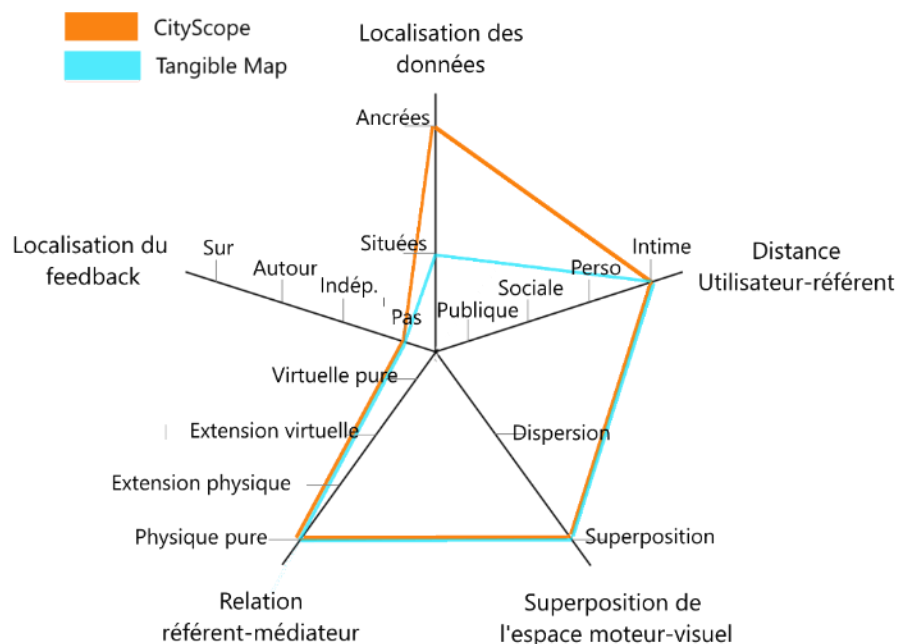 CityScope
Tangible Map
Localisation des
données
Ancrées
Situées
Localisation du
feedback
Sur
Autour
Indép.
Pas
Publique
Sociale
Perso
Intime
Distance
Utilisateur-référent
Virtuelle pure
Extension virtuelle
Extension physique
Physique pure
Dispersion
Superposition
Relation
référent-médiateur
Superposition de
l'espace moteur-visuel